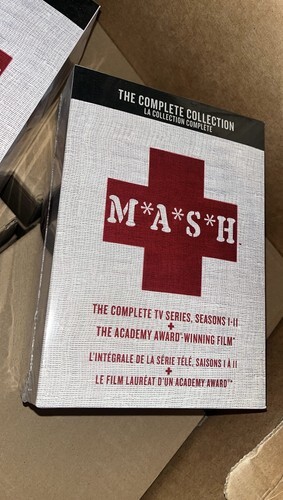 THE COMPLETE COLLECTION
LA COLLECTION COMPLÈTE
M*A*S*H
THE COMPLETE TV SERIES, SEASONS 1-11
+
THE ACADEMY AWARD®-WINNING FILM*
L'INTÉGRALE DE LA SÉRIE TÉLÉ, SAISONS 1 À 11
+
LE FILM LAURÉAT D'UN ACADEMY AWARD®*